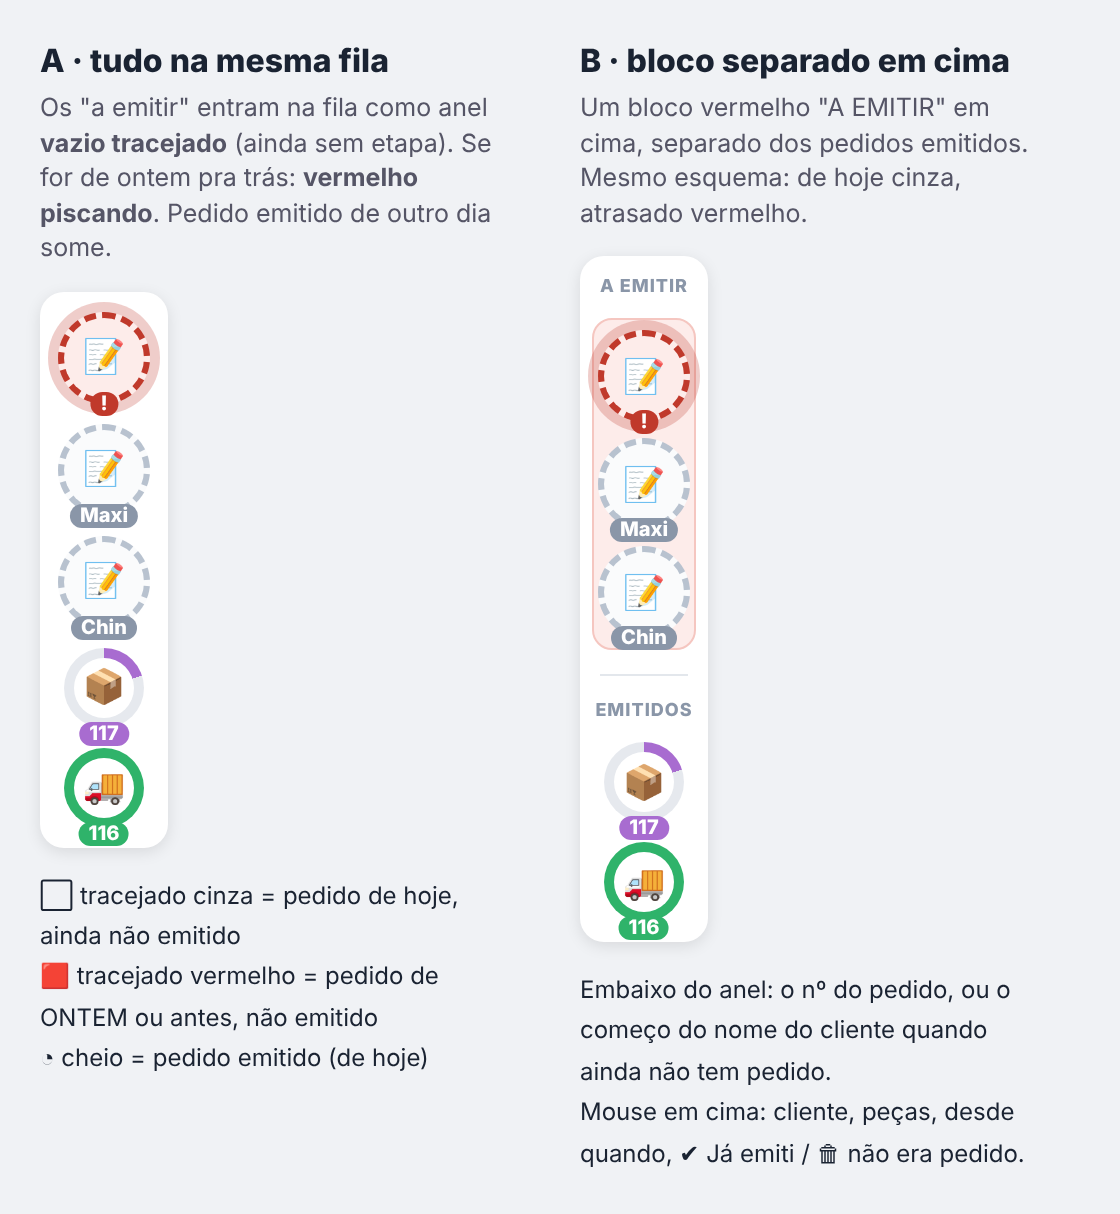 A · tudo na mesma fila
Os "a emitir" entram na fila como anel
vazio tracejado (ainda sem etapa). Se
for de ontem pra trás: vermelho
piscando. Pedido emitido de outro dia
some.
!
Maxi
Chin
117
116
tracejado cinza = pedido de hoje,
ainda não emitido
🟥 tracejado vermelho = pedido de
ONTEM ou antes, não emitido
cheio = pedido emitido (de hoje)
B · bloco separado em cima
Um bloco vermelho "A EMITIR" em
cima, separado dos pedidos emitidos.
Mesmo esquema: de hoje cinza,
atrasado vermelho.
A EMITIR
!
Maxi
Chin
EMITIDOS
117
116
Embaixo do anel: o nº do pedido, ou o
começo do nome do cliente quando
ainda não tem pedido.
Mouse em cima: cliente, peças, desde
quando, ✔ Já emiti / 🗑 não era pedido.